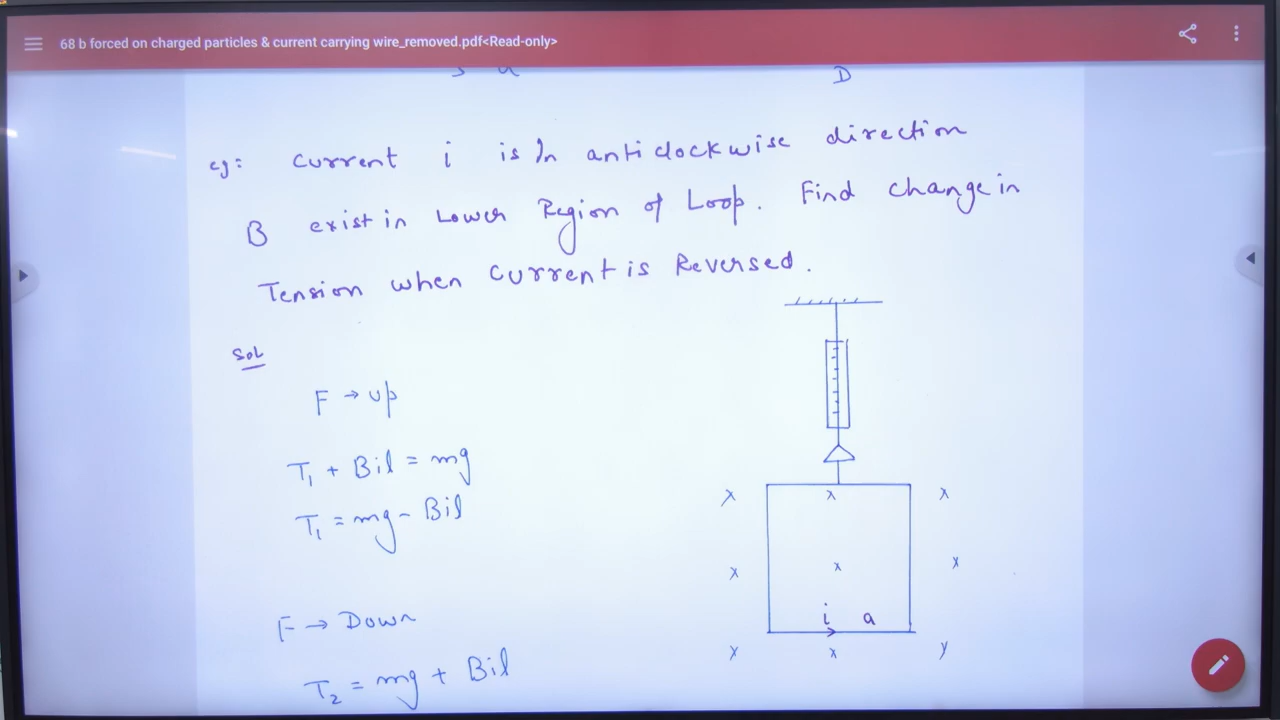 68 b forced on charged particles & current carrying wire_removed.pdf<Read-only>
D
eg: Current i is In anticlockwise direction
B exist in Lower Region of Loop. Find change in
Tension when current is Reversed.
Sol
F → up
T₁ + Bil = mg
T₁ = mg - Bil
x x x
x x x
i a
F → Down
x x x
T₂ = mg + Bil